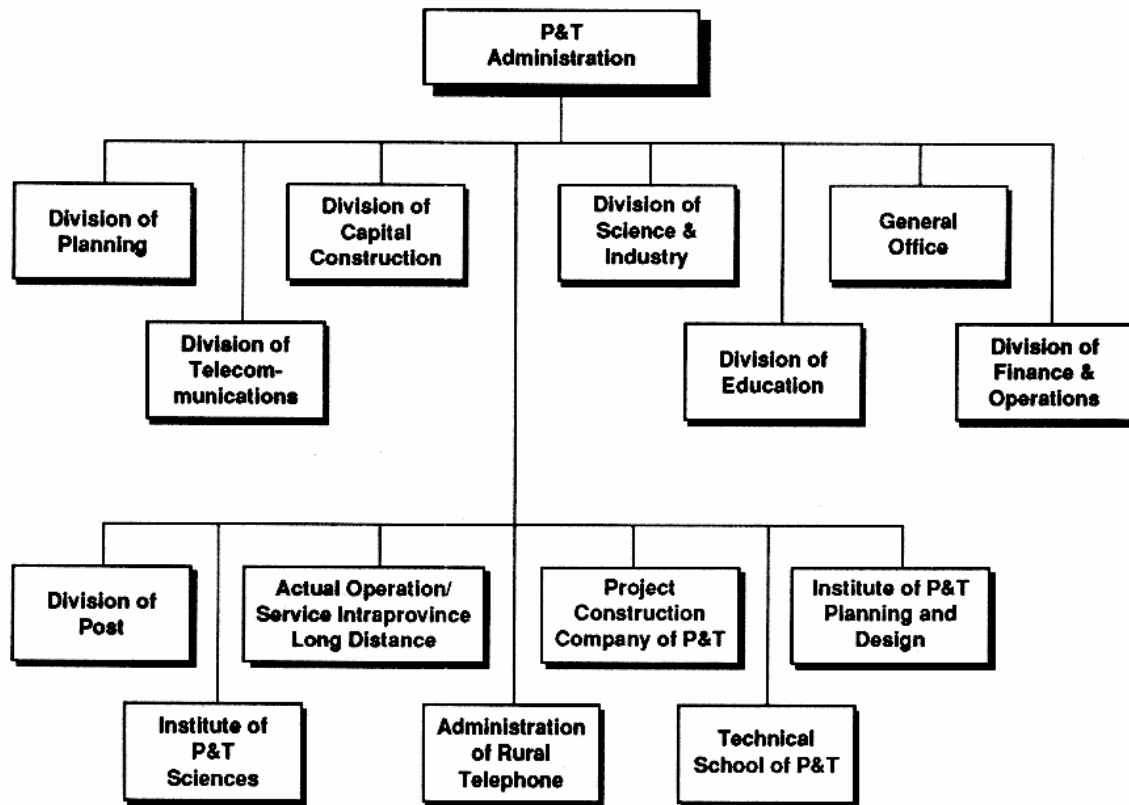 P&T
Administration
Division of
Planning
Division of
Capital
Construction
Division of
Science &
Industry
General
Office
Division of
Telecom-
munications
Division of
Education
Division of
Finance &
Operations
Division of
Post
Actual Operation/
Service Intraprovince
Long Distance
Project
Construction
Company of P&T
Institute of P&T
Planning and
Design
Institute of
P&T
Sciences
Administration
of Rural
Telephone
Technical
School of P&T